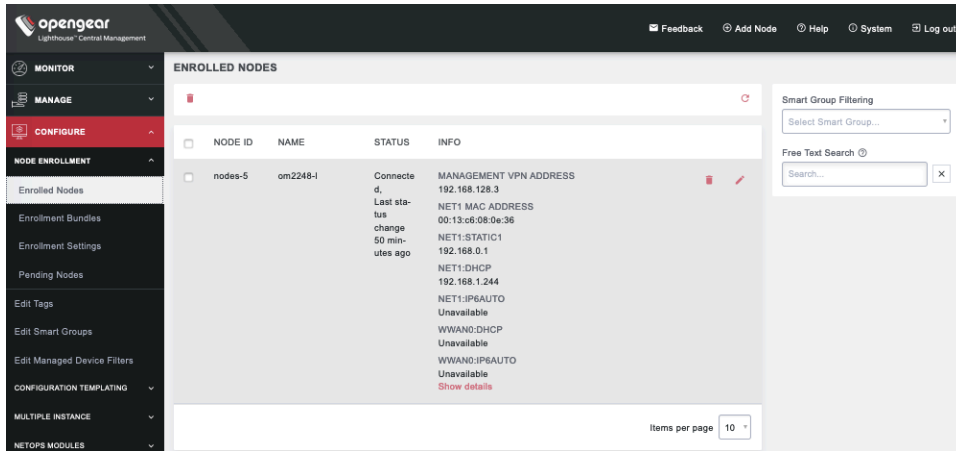 opengear
Lighthouse™ Central Management
Feedback
Add Node
Help
System
Log out
MONITOR
MANAGE
CONFIGURE
NODE ENROLLMENT
Enrolled Nodes
Enrollment Bundles
Enrollment Settings
Pending Nodes
Edit Tags
Edit Smart Groups
Edit Managed Device Filters
CONFIGURATION TEMPLATING
MULTIPLE INSTANCE
NETOPS MODULES
ENROLLED NODES
NODE ID NAME STATUS INFO
nodes-5
om2248-l
Connecte
d,
Last sta-
tus
change
50 min-
utes ago
MANAGEMENT VPN ADDRESS
192.168.128.3
NET1 MAC ADDRESS
00:13:c6:08:0e:36
NET1:STATIC1
192.168.0.1
NET1:DHCP
192.168.1.244
NET1:IP6AUTO
Unavailable
WWAN0:DHCP
Unavailable
WWAN0:IP6AUTO
Unavailable
Show details
Items per page 10
Smart Group Filtering
Select Smart Group...
Free Text Search
Search...